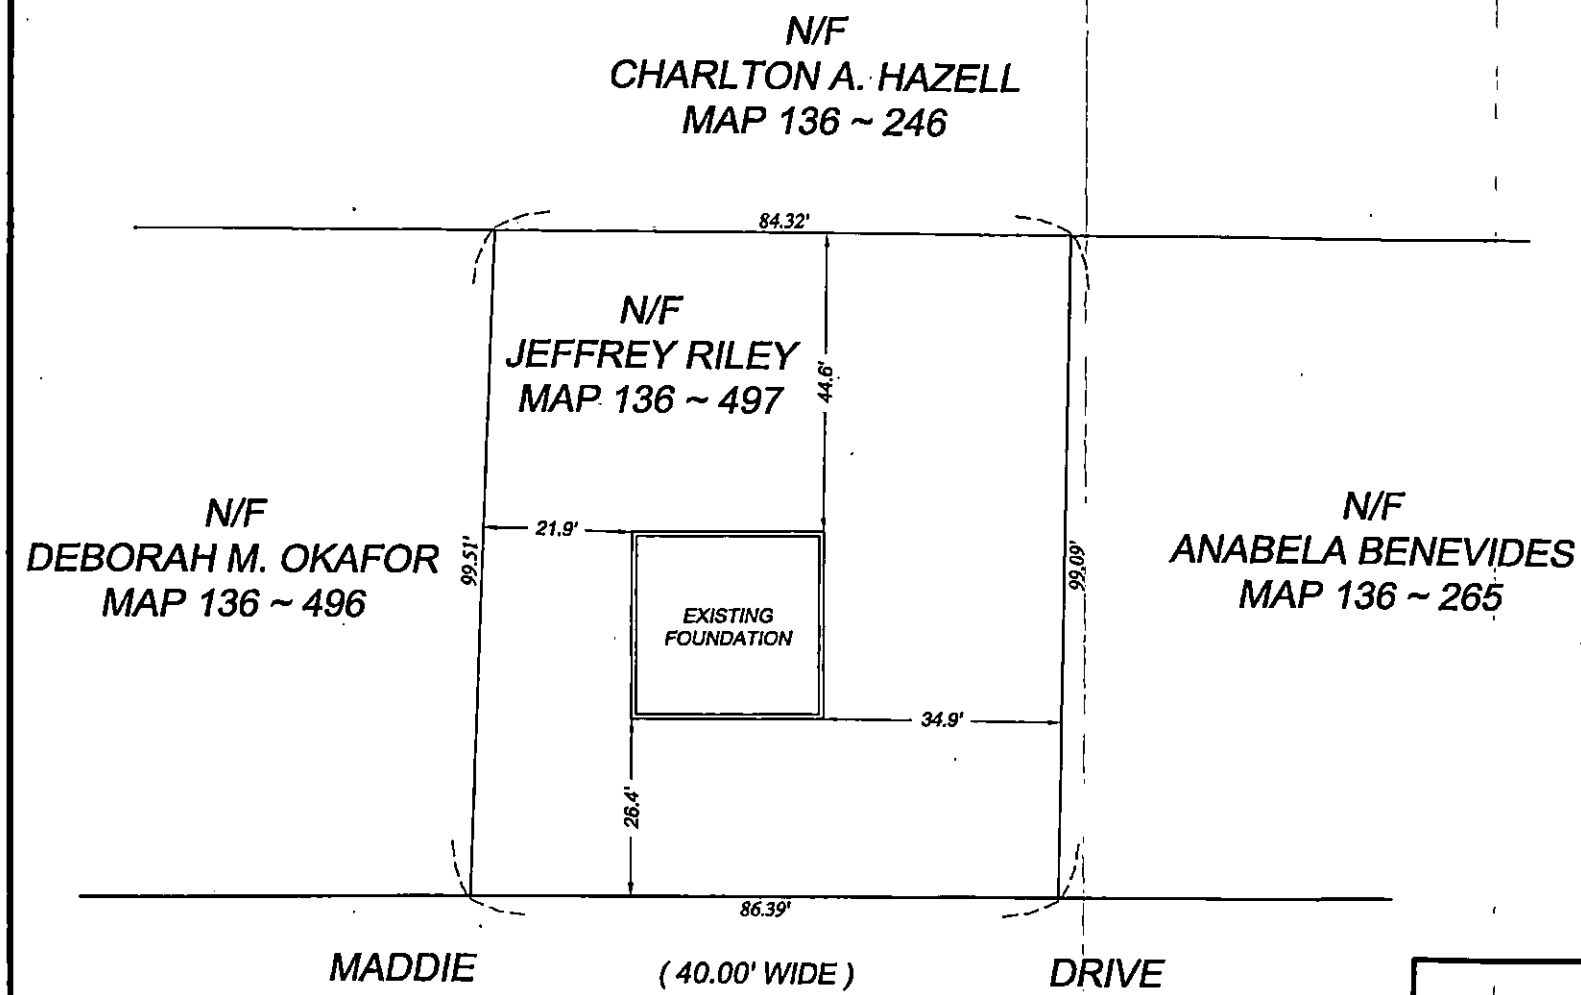 N/F
CHARLTON A. HAZELL
MAP 136 ~ 246
84.32'
N/F
JEFFREY RILEY
MAP 136 ~ 497
44.6'
N/F
DEBORAH M. OKAFOR
MAP 136 ~ 496
99.51'
21.9'
EXISTING
FOUNDATION
99.09'
N/F
ANABELA BENEVIDES
MAP 136 ~ 265
34.9'
26.4'
86.39'
MADDIE (40.00' WIDE) DRIVE